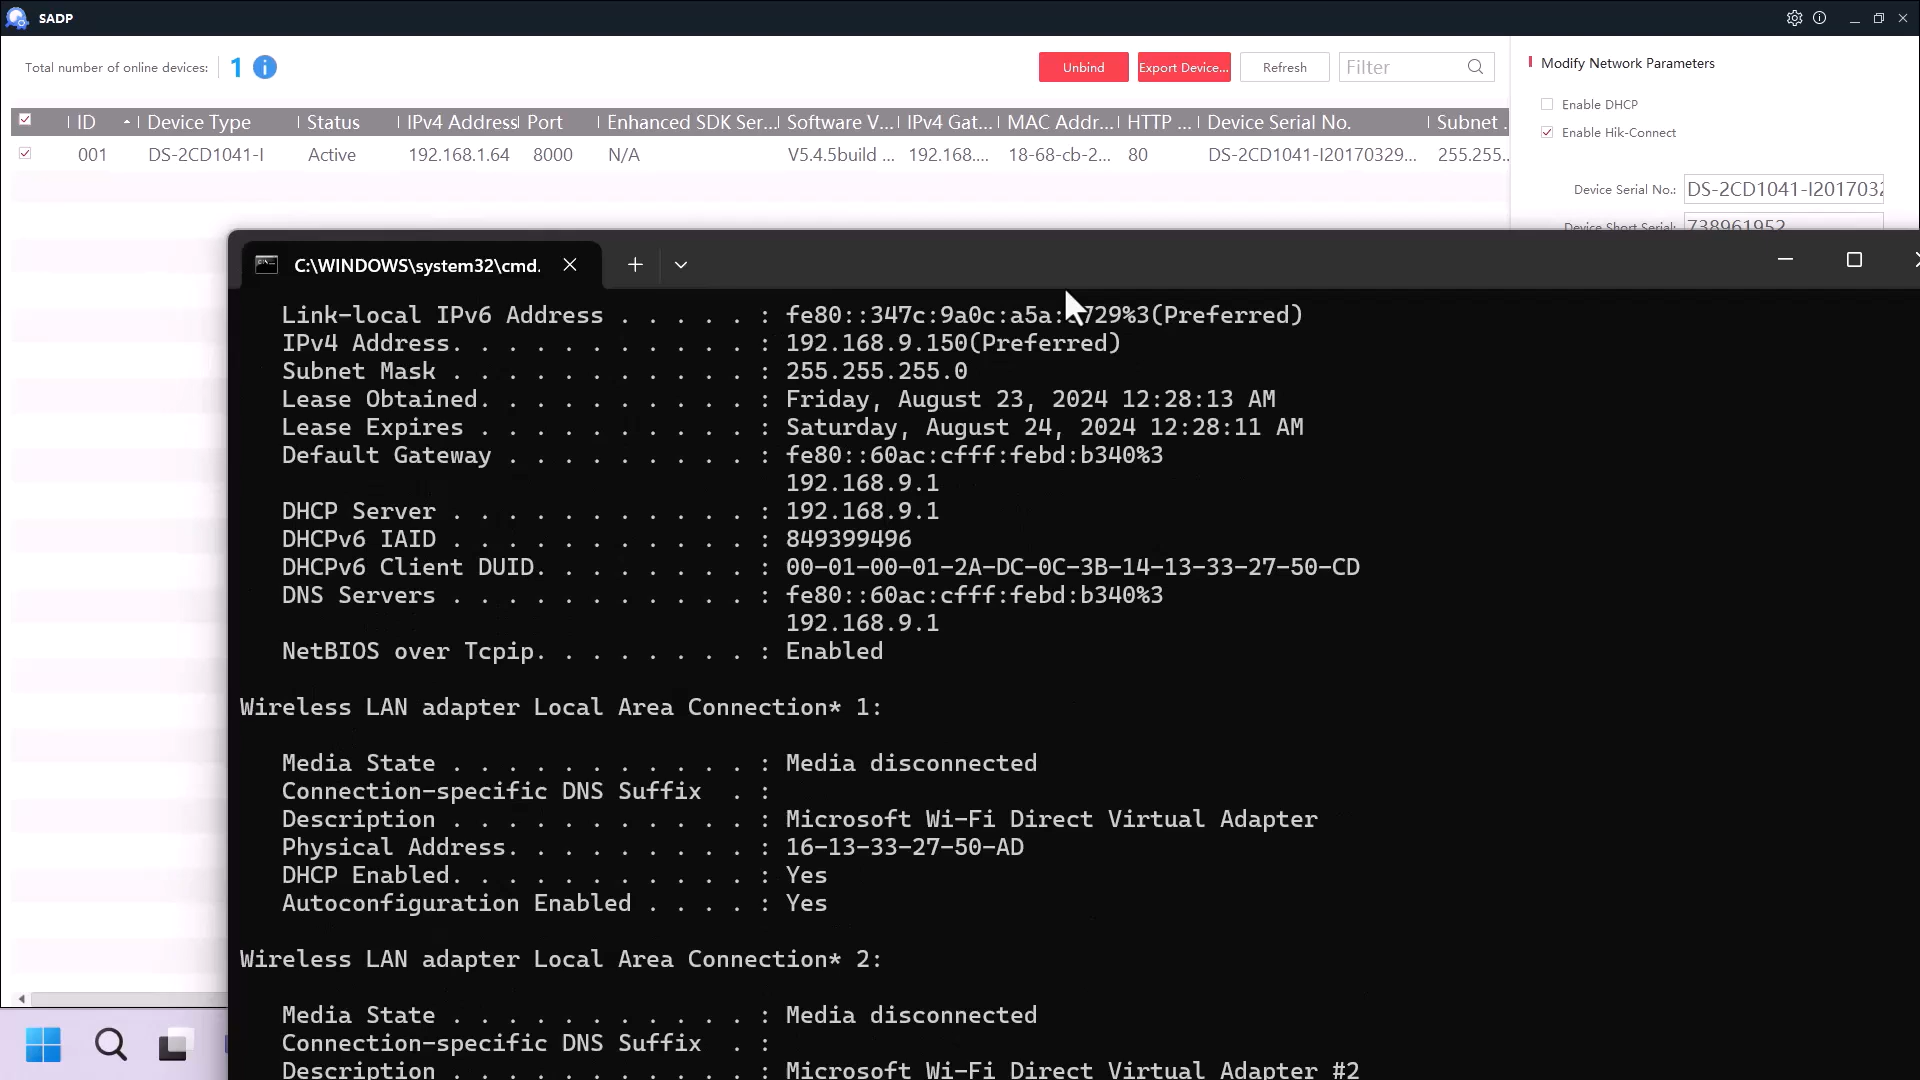 SADP
Total number of online devices: 1
Unbind
Export Device...
Refresh
Filter
Modify Network Parameters
Enable DHCP
Enable Hik-Connect
ID Device Type Status IPv4 Address Port Enhanced SDK Ser... Software V... IPv4 Gat... MAC Addr... HTTP ... Device Serial No. Subnet ..
001 DS-2CD1041-I Active 192.168.1.64 8000 N/A V5.4.5build ... 192.168.... 18-68-cb-2... 80 DS-2CD1041-I20170329... 255.255..
Device Serial No.: DS-2CD1041-I2017032
Device Short Serial: 738961952
C:\WINDOWS\system32\cmd.
Link-local IPv6 Address . . . . . : fe80::347c:9a0c:a5a: 729%3(Preferred)
IPv4 Address. . . . . . . . . . . : 192.168.9.150(Preferred)
Subnet Mask . . . . . . . . . . . : 255.255.255.0
Lease Obtained. . . . . . . . . . : Friday, August 23, 2024 12:28:13 AM
Lease Expires . . . . . . . . . . : Saturday, August 24, 2024 12:28:11 AM
Default Gateway . . . . . . . . . : fe80::60ac:cfff:febd:b340%3
192.168.9.1
DHCP Server . . . . . . . . . . . : 192.168.9.1
DHCPv6 IAID . . . . . . . . . . . : 849399496
DHCPv6 Client DUID. . . . . . . . : 00-01-00-01-2A-DC-0C-3B-14-13-33-27-50-CD
DNS Servers . . . . . . . . . . . : fe80::60ac:cfff:febd:b340%3
192.168.9.1
NetBIOS over Tcpip. . . . . . . . : Enabled
Wireless LAN adapter Local Area Connection* 1:
Media State . . . . . . . . . . . : Media disconnected
Connection-specific DNS Suffix  . :
Description . . . . . . . . . . . : Microsoft Wi-Fi Direct Virtual Adapter
Physical Address. . . . . . . . . : 16-13-33-27-50-AD
DHCP Enabled. . . . . . . . . . . : Yes
Autoconfiguration Enabled . . . . : Yes
Wireless LAN adapter Local Area Connection* 2:
Media State . . . . . . . . . . . : Media disconnected
Connection-specific DNS Suffix  . :
Description . . . . . . . . . . . : Microsoft Wi-Fi Direct Virtual Adapter #2